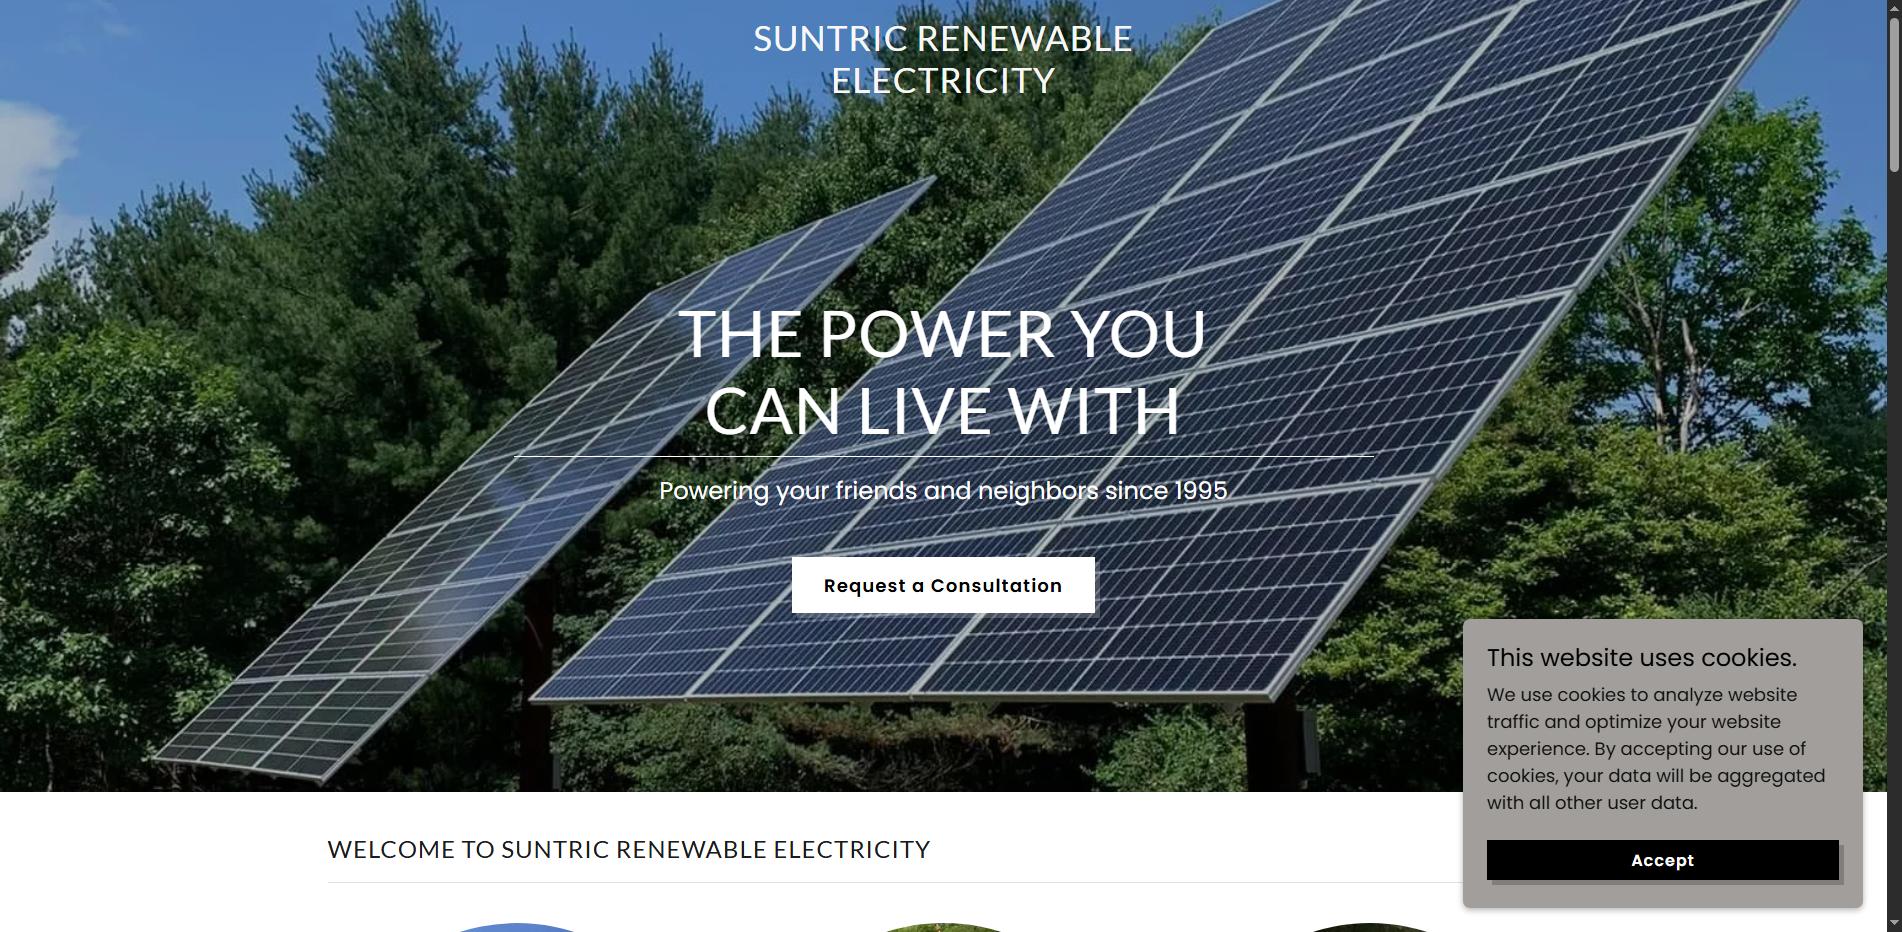 SUNTRIC RENEWABLE
ELECTRICITY
THE POWER YOU
CAN LIVE WITH
Powering your friends and neighbors since 1995
Request a Consultation
This website uses cookies.
We use cookies to analyze website
traffic and optimize your website
experience. By accepting our use of
cookies, your data will be aggregated
with all other user data.
Accept
WELCOME TO SUNTRIC RENEWABLE ELECTRICITY